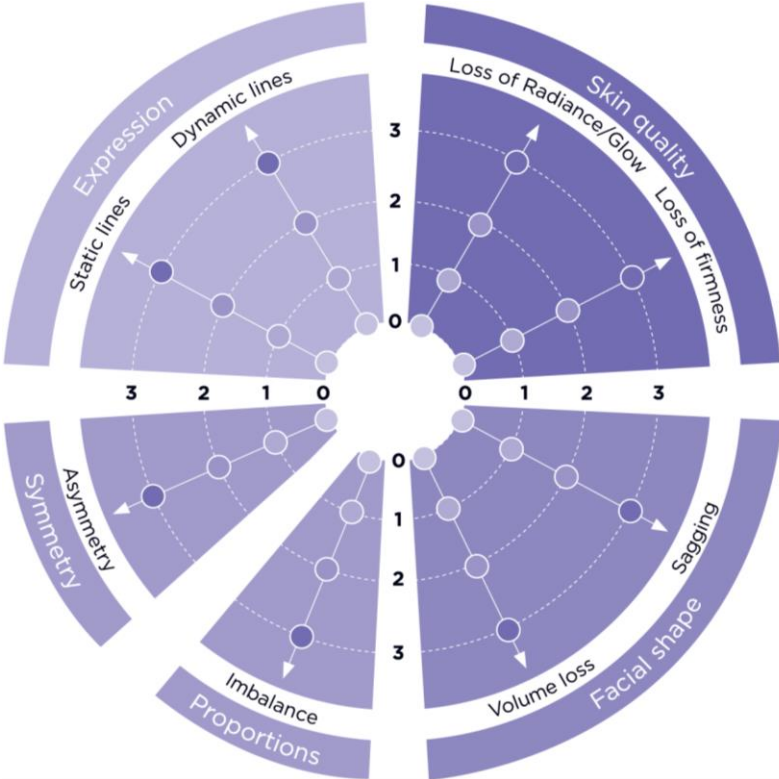 Expression
Dynamic lines
Static lines
Skin quality
Loss of Radiance/Glow
Loss of firmness
3
2
1
0
3 2 1 0
0 1 2 3
0
1
2
3
Symmetry
Asymmetry
Proportions
Imbalance
Facial shape
Sagging
Volume loss